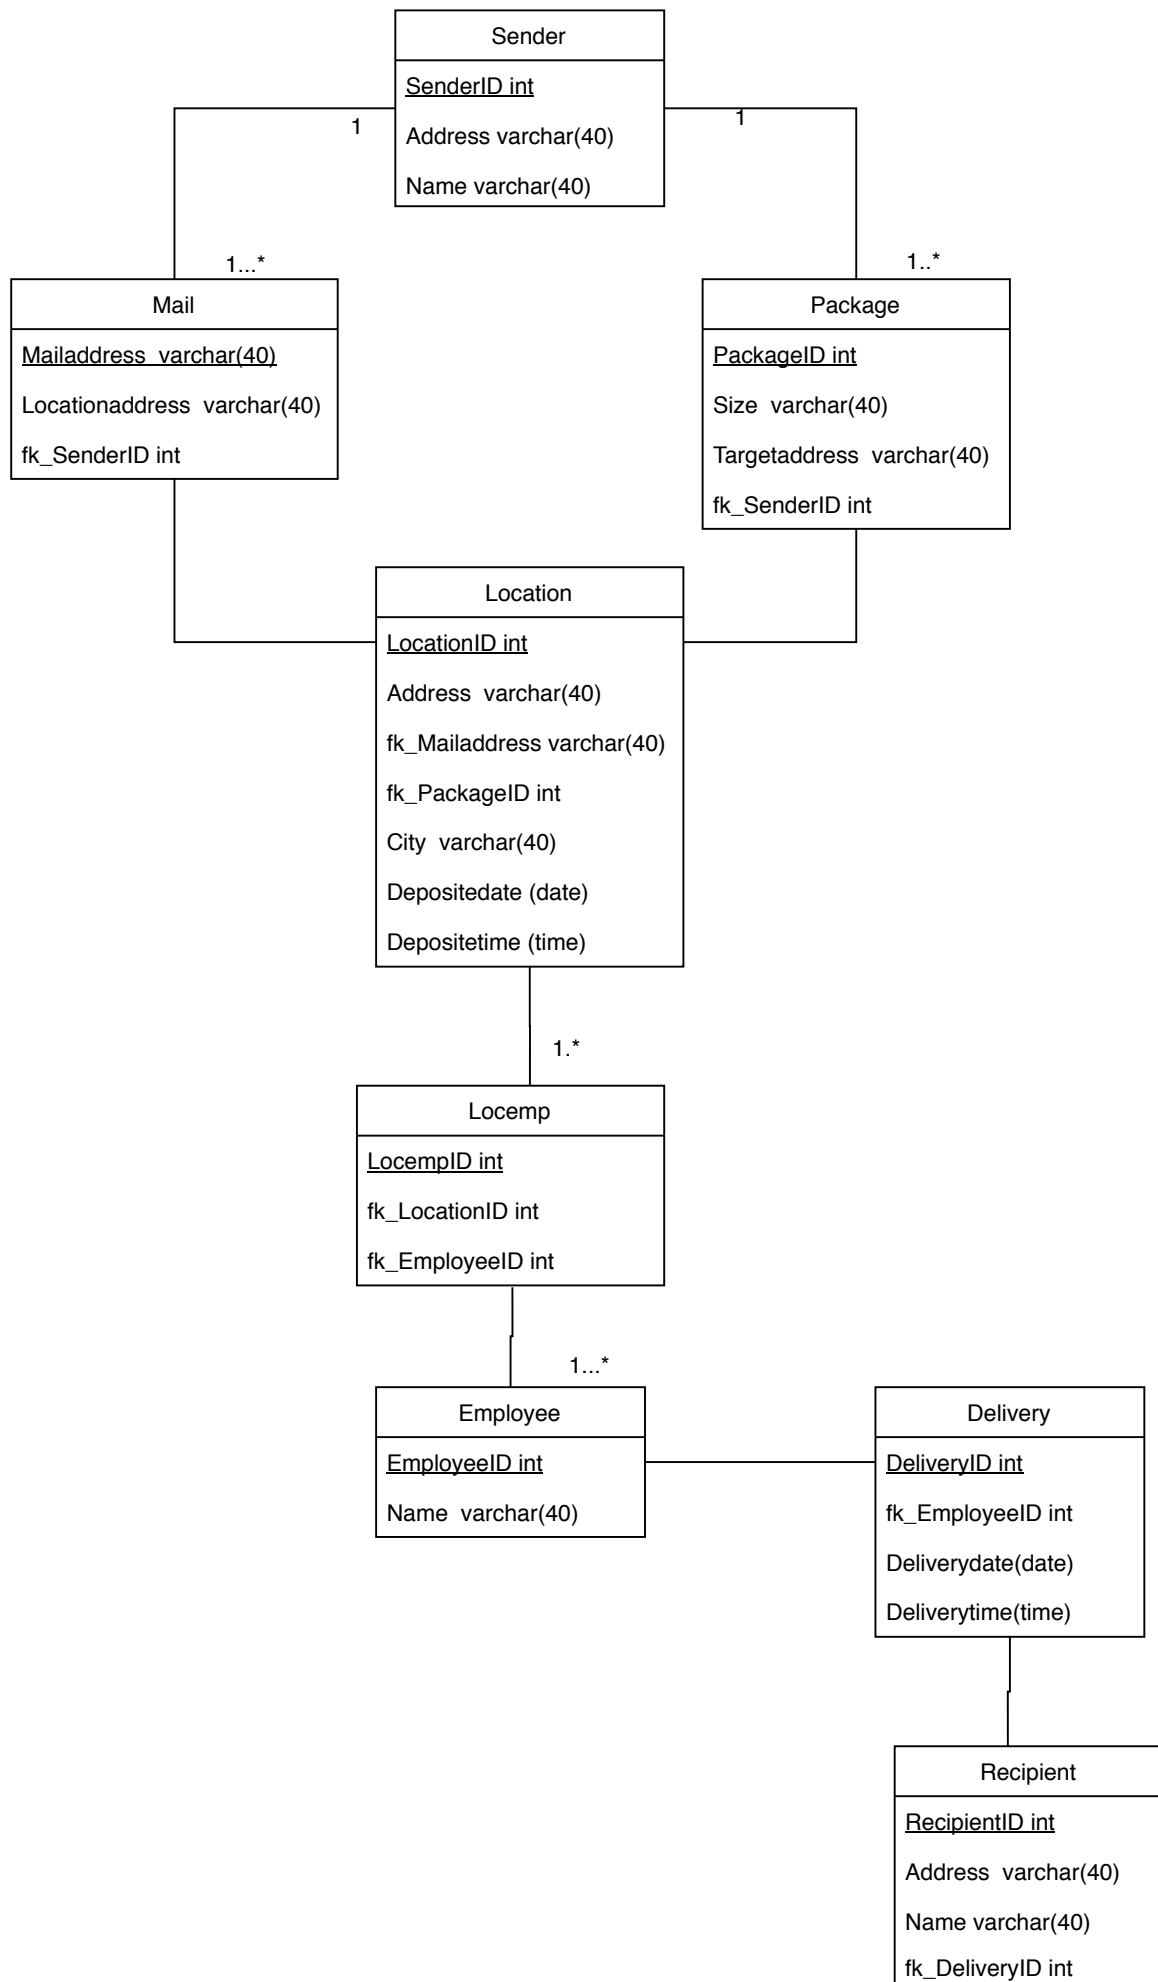 Sender
SenderID int
Address varchar(40)
Name varchar(40)
1
1
1...*
1..*
Mail
Mailaddress  varchar(40)
Locationaddress  varchar(40)
fk_SenderID int
Package
PackageID int
Size  varchar(40)
Targetaddress  varchar(40)
fk_SenderID int
Location
LocationID int
Address  varchar(40)
fk_Mailaddress varchar(40)
fk_PackageID int
City  varchar(40)
Depositedate (date)
Depositetime (time)
1.*
Locemp
LocempID int
fk_LocationID int
fk_EmployeeID int
1...*
Employee
EmployeeID int
Name  varchar(40)
Delivery
DeliveryID int
fk_EmployeeID int
Deliverydate(date)
Deliverytime(time)
Recipient
RecipientID int
Address  varchar(40)
Name varchar(40)
fk_DeliveryID int